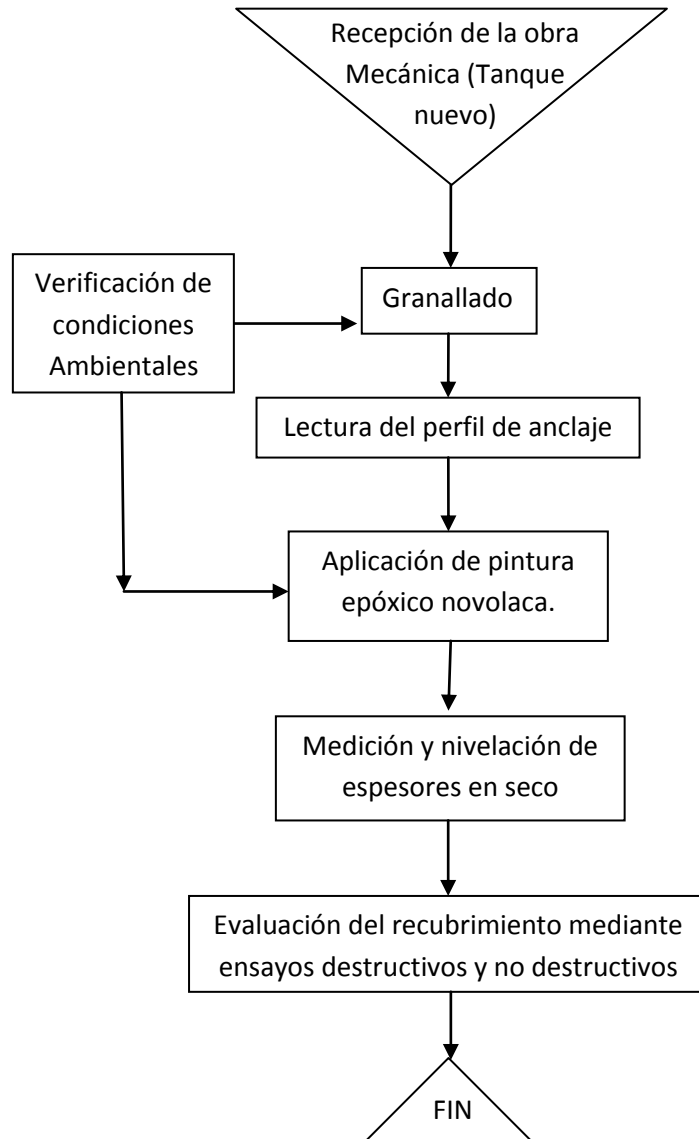 Recepción de la obra
Mecánica (Tanque
nuevo)
Verificación de
condiciones
Ambientales
Granallado
Lectura del perfil de anclaje
Aplicación de pintura
epóxico novolaca.
Medición y nivelación de
espesores en seco
Evaluación del recubrimiento mediante
ensayos destructivos y no destructivos
FIN